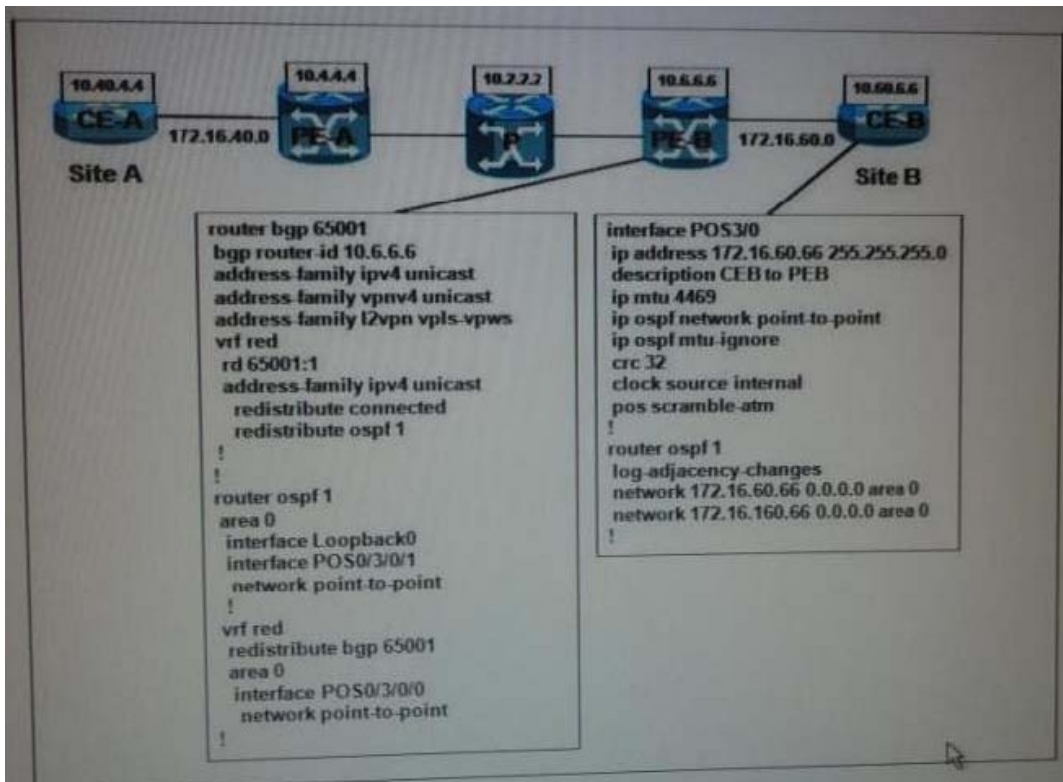 10.40.4.4
10.4.4.4
10.2.2.2
10.6.6.6
10.60.6.6
CE-A
PE-A
P
PE-B
CE-B
172.16.40.0
172.16.60.0
Site A
Site B
router bgp 65001
bgp router-id 10.6.6.6
address-family ipv4 unicast
address-family vpnv4 unicast
address-family l2vpn vpls-vpws
vrf red
rd 65001:1
address-family ipv4 unicast
redistribute connected
redistribute ospf 1
!
!
router ospf 1
area 0
interface Loopback0
interface POS0/3/0/1
network point-to-point
!
vrf red
redistribute bgp 65001
area 0
interface POS0/3/0/0
network point-to-point
!
interface POS3/0
ip address 172.16.60.66 255.255.255.0
description CEB to PEB
ip mtu 4469
ip ospf network point-to-point
ip ospf mtu-ignore
crc 32
clock source internal
pos scramble-atm
!
router ospf 1
log-adjacency-changes
network 172.16.60.66 0.0.0.0 area 0
network 172.16.160.66 0.0.0.0 area 0
!